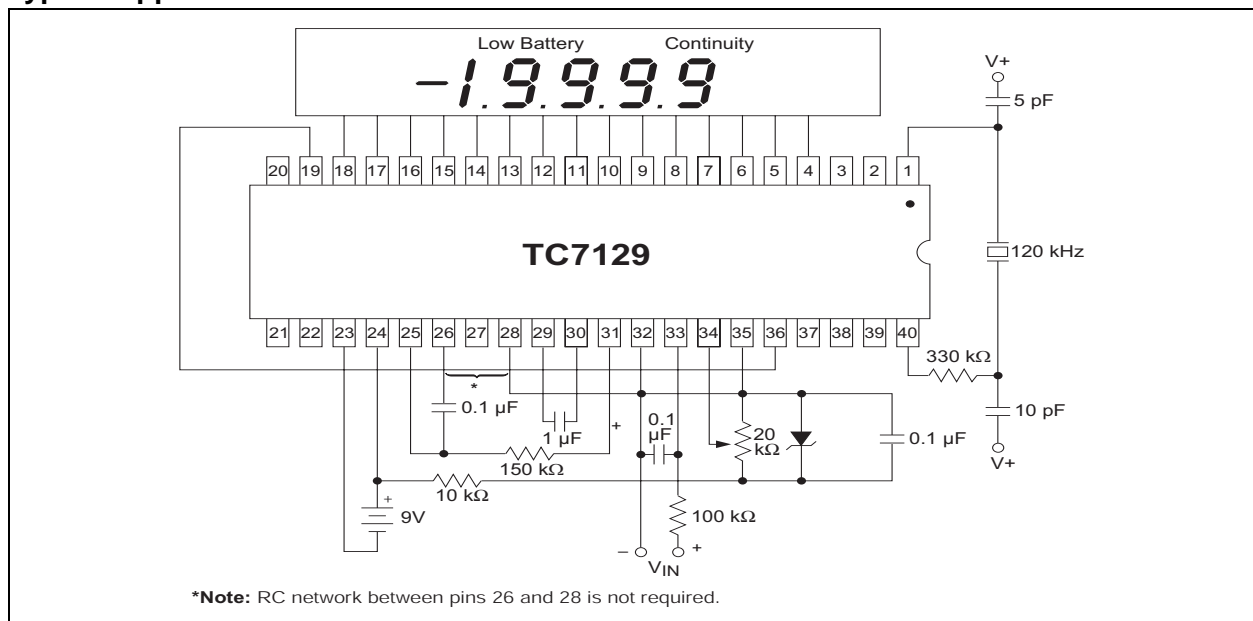 Low Battery Continuity
-1.9.9.9.9
V+
5 pF
20 19 18 17 16 15 14 13 12 11 10 9 8 7 6 5 4 3 2 1
TC7129
120 kHz
21 22 23 24 25 26 27 28 29 30 31 32 33 34 35 36 37 38 39 40
330 kΩ
*
0.1 µF
1 µF
+
0.1
µF
20
kΩ
0.1 µF
10 pF
V+
150 kΩ
10 kΩ
+
9V
100 kΩ
– +
VIN
*Note: RC network between pins 26 and 28 is not required.